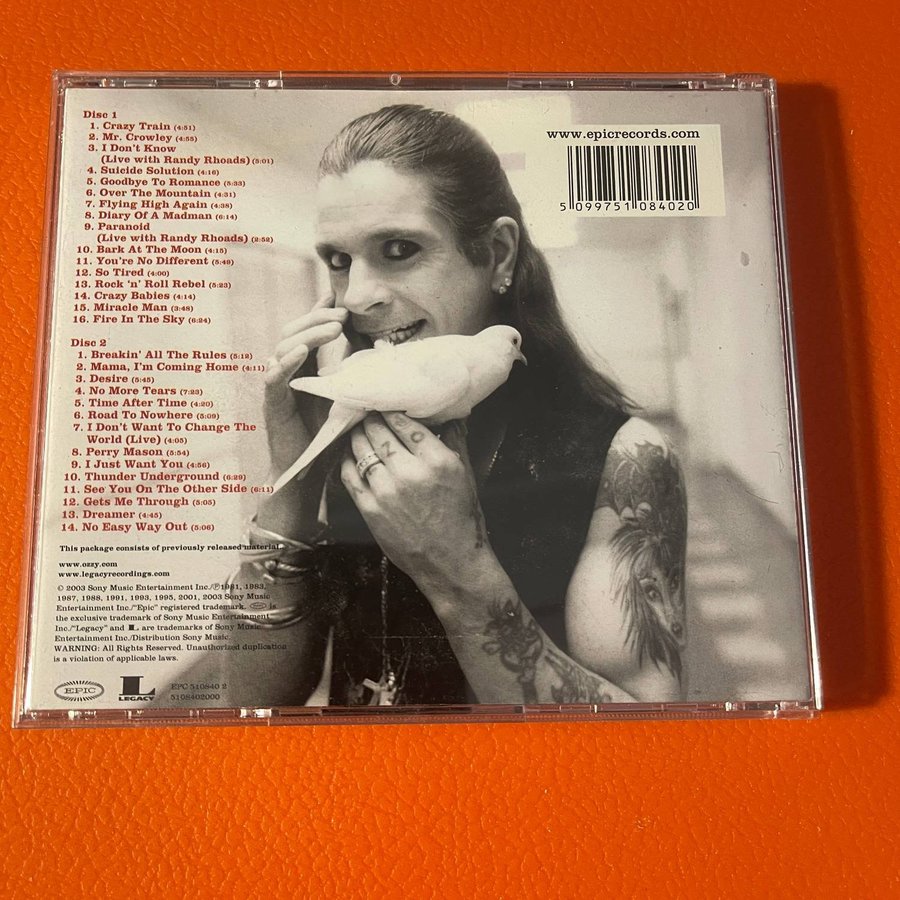 Disc 1
1. Crazy Train (4:51)
2. Mr. Crowley (4:55)
3. I Don't Know
(Live with Randy Rhoads) (5:01)
4. Suicide Solution (4:16)
5. Goodbye To Romance (5:33)
6. Over The Mountain (4:31)
7. Flying High Again (4:38)
8. Diary Of A Madman (6:14)
9. Paranoid
(Live with Randy Rhoads) (2:52)
10. Bark At The Moon (4:15)
11. You're No Different (5:49)
12. So Tired (4:00)
13. Rock 'n' Roll Rebel (5:23)
14. Crazy Babies (4:14)
15. Miracle Man (3:48)
16. Fire In The Sky (6:24)
Disc 2
1. Breakin' All The Rules (5:12)
2. Mama, I'm Coming Home (4:11)
3. Desire (5:45)
4. No More Tears (7:23)
5. Time After Time (4:20)
6. Road To Nowhere (5:09)
7. I Don't Want To Change The
World (Live) (4:05)
8. Perry Mason (5:54)
9. I Just Want You (4:56)
10. Thunder Underground (6:29)
11. See You On The Other Side (6:11)
12. Gets Me Through (5:05)
13. Dreamer (4:45)
14. No Easy Way Out (5:06)
This package consists of previously released material.
www.ozzy.com
www.legacyrecordings.com
© 2003 Sony Music Entertainment Inc./℗ 1981, 1983,
1987, 1988, 1991, 1993, 1995, 2001, 2003 Sony Music
Entertainment Inc./"Epic" registered trademark. EPIC is
the exclusive trademark of Sony Music Entertainment
Inc./"Legacy" and L are trademarks of Sony Music
Entertainment Inc./Distribution Sony Music.
WARNING: All Rights Reserved. Unauthorized duplication
is a violation of applicable laws.
EPIC
L
LEGACY
EPC 510840 2
5108402000
www.epicrecords.com
5 099751 084020